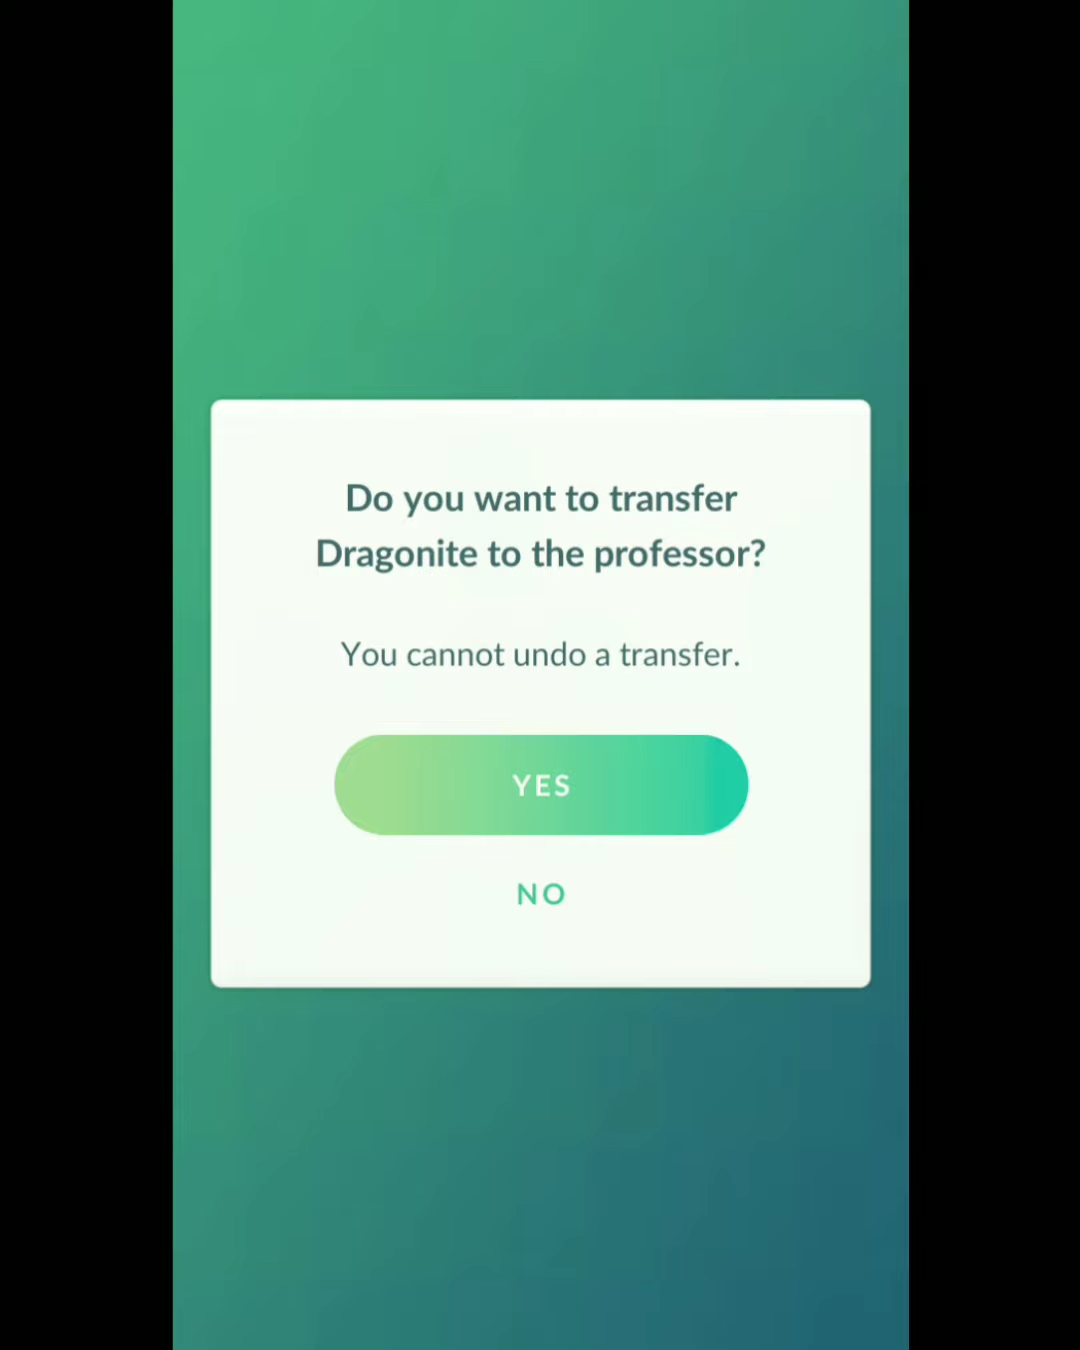 Do you want to transfer
Dragonite to the professor?
You cannot undo a transfer.
YES
NO